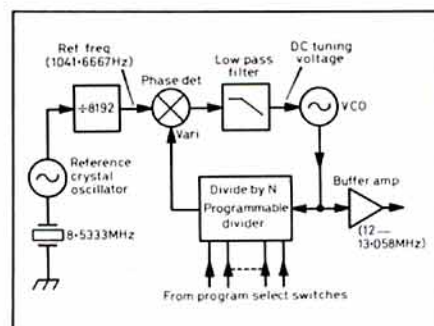 Ref freq
(1041·6667Hz)
Phase det
Low pass
filter
DC tuning
voltage
÷8192
Vari
VCO
Reference
crystal
oscillator
Divide by N
Programmable
divider
Buffer amp
(12—
13·058MHz)
8·5333MHz
From program select switches